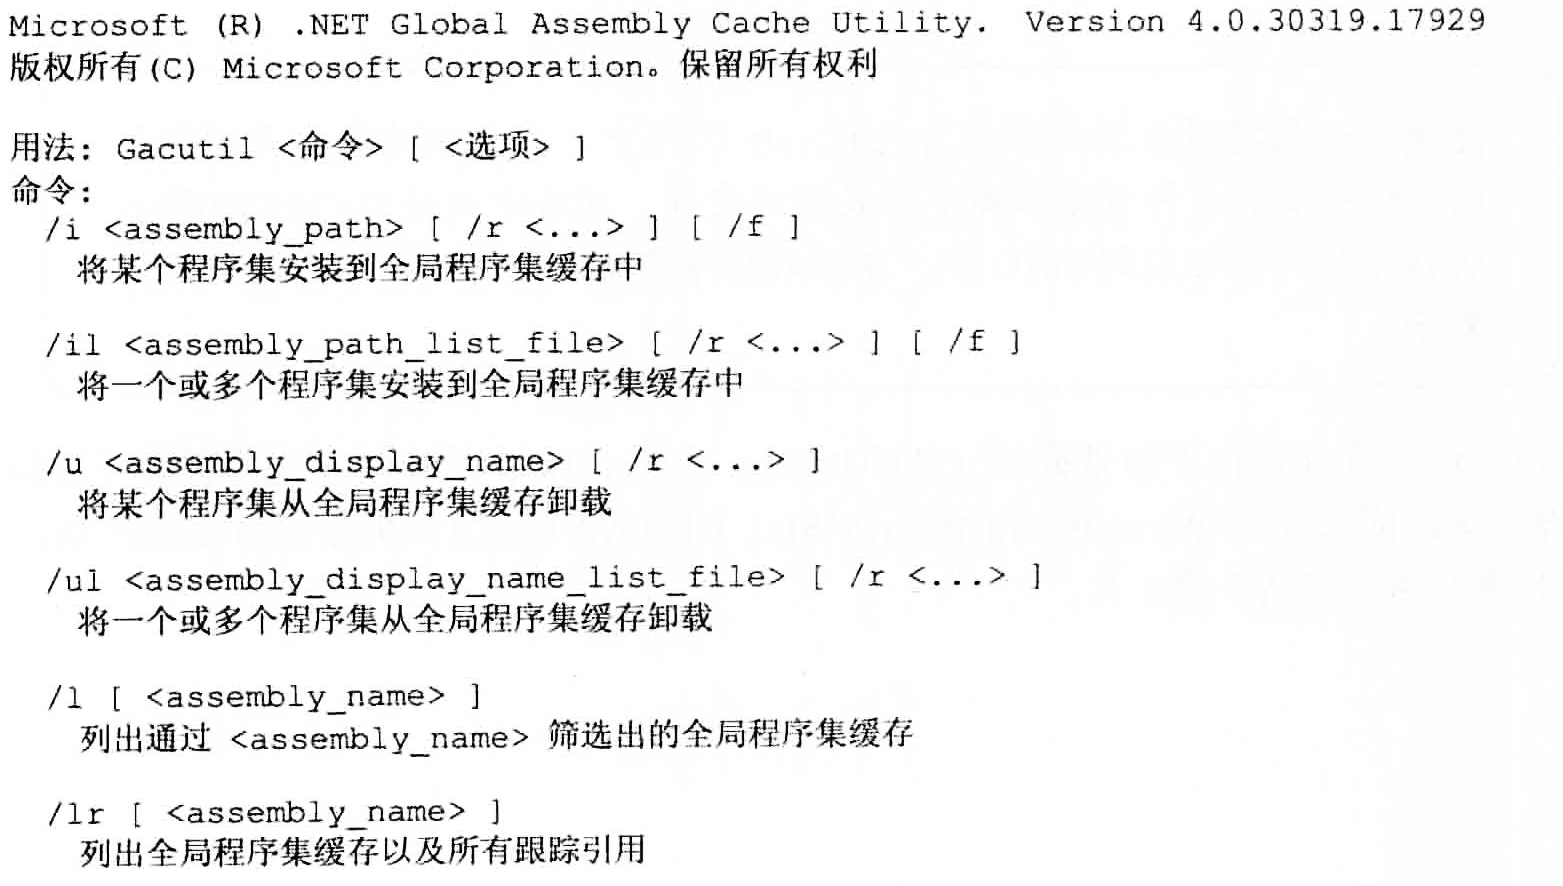 Microsoft (R) .NET Global Assembly Cache Utility.  Version 4.0.30319.17929
版权所有(C) Microsoft Corporation。保留所有权利
用法: Gacutil <命令> [ <选项> ]
命令:
/i <assembly_path> [ /r <...> ] [ /f ]
将某个程序集安装到全局程序集缓存中
/il <assembly_path_list_file> [ /r <...> ] [ /f ]
将一个或多个程序集安装到全局程序集缓存中
/u <assembly_display_name> [ /r <...> ]
将某个程序集从全局程序集缓存卸载
/ul <assembly_display_name_list_file> [ /r <...> ]
将一个或多个程序集从全局程序集缓存卸载
/l [ <assembly_name> ]
列出通过 <assembly_name> 筛选出的全局程序集缓存
/lr [ <assembly_name> ]
列出全局程序集缓存以及所有跟踪引用